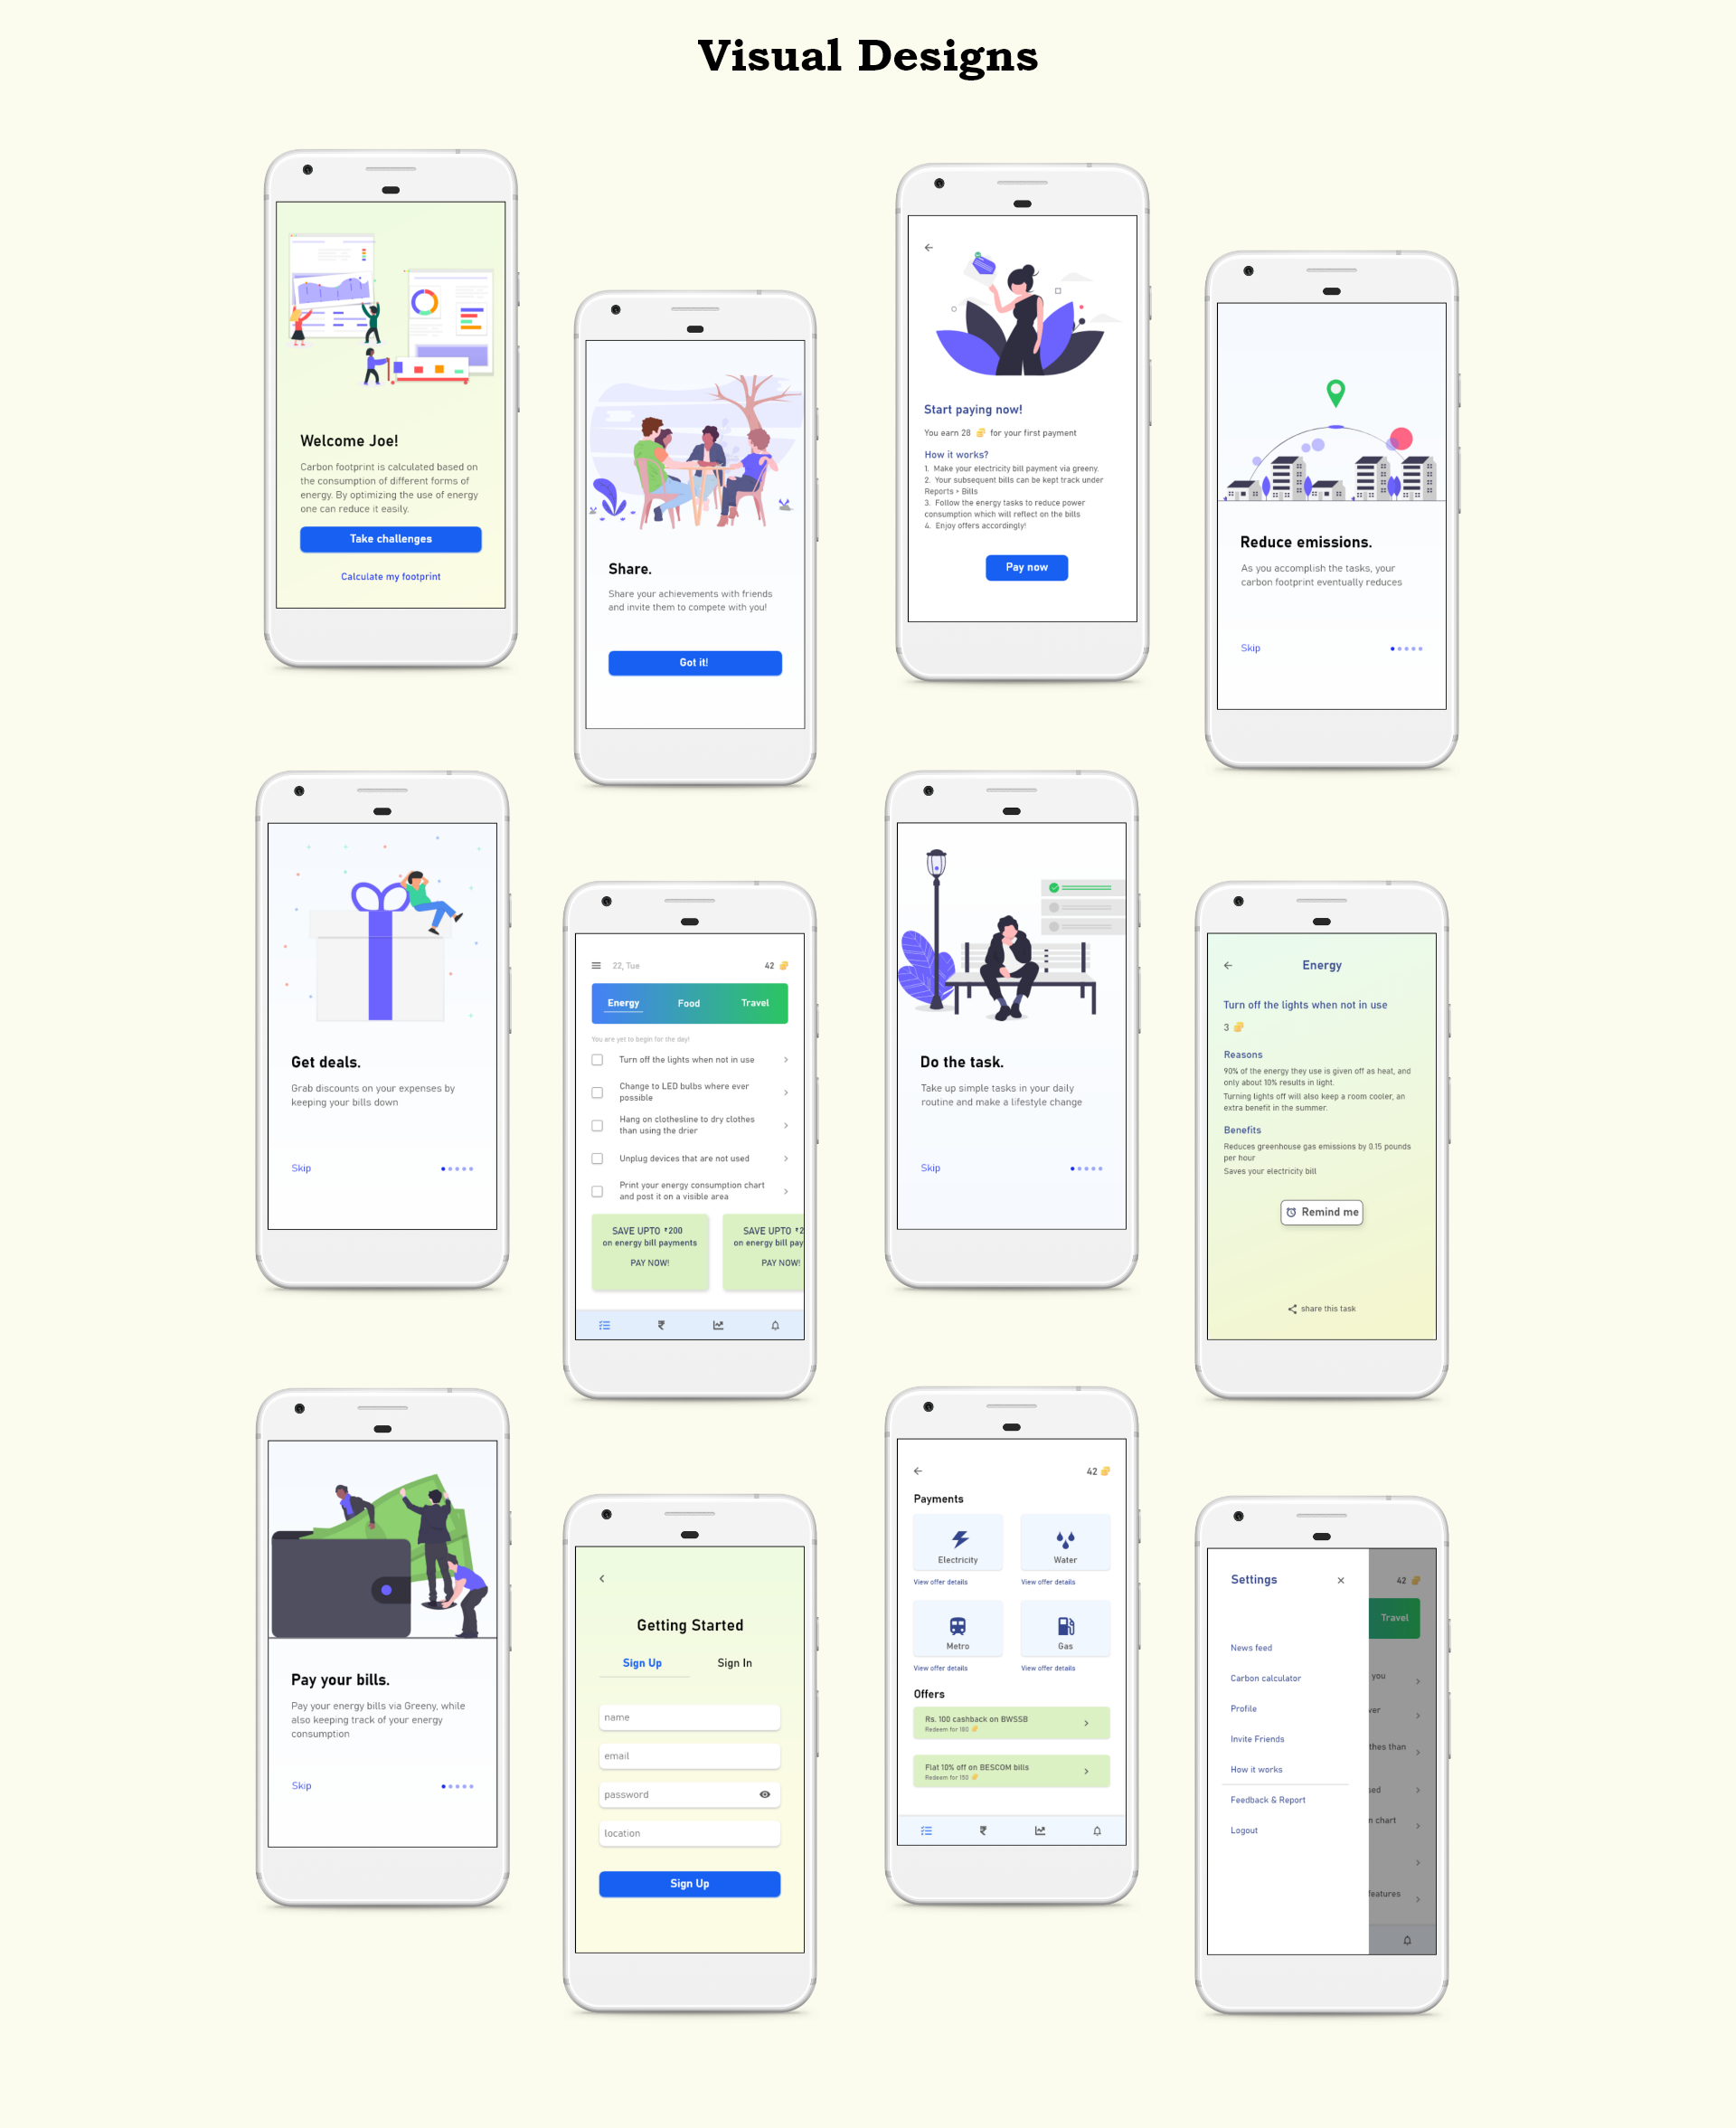 Visual Designs
Welcome Joe!
Carbon footprint is calculated based on
the consumption of different forms of
energy. By optimizing the use of energy
one can reduce it easily.
Take challenges
Calculate my footprint
Share.
Share your achievements with friends
and invite them to compete with you!
Got it!
Start paying now!
You earn 28 for your first payment
How it works?
1. Make your electricity bill payment via greeny.
2. Your subsequent bills can be kept track under
Reports > Bills
3. Follow the energy tasks to reduce power
consumption which will reflect on the bills
4. Enjoy offers accordingly!
Pay now
Reduce emissions.
As you accomplish the tasks, your
carbon footprint eventually reduces
Skip
Get deals.
Grab discounts on your expenses by
keeping your bills down
Skip
22, Tue
42
Energy Food Travel
You are yet to begin for the day!
Turn off the lights when not in use
Change to LED bulbs where ever
possible
Hang on clothesline to dry clothes
than using the drier
Unplug devices that are not used
Print your energy consumption chart
and post it on a visible area
SAVE UPTO ₹200
on energy bill payments
PAY NOW!
SAVE UPTO ₹2
on energy bill pay
PAY NOW!
₹
Do the task.
Take up simple tasks in your daily
routine and make a lifestyle change
Skip
Energy
Turn off the lights when not in use
3
Reasons
90% of the energy they use is given off as heat, and
only about 10% results in light.
Turning lights off will also keep a room cooler, an
extra benefit in the summer.
Benefits
Reduces greenhouse gas emissions by 0.15 pounds
per hour
Saves your electricity bill
Remind me
share this task
Pay your bills.
Pay your energy bills via Greeny, while
also keeping track of your energy
consumption
Skip
Getting Started
Sign Up Sign In
name
email
password
location
Sign Up
42
Payments
Electricity Water
View offer details View offer details
Metro Gas
View offer details View offer details
Offers
Rs. 100 cashback on BWSSB
Redeem for 180
Flat 10% off on BESCOM bills
Redeem for 150
₹
Settings
42
Travel
News feed
Carbon calculator
Profile
Invite Friends
How it works
Feedback & Report
Logout
you
ver
thes than
sed
n chart
features